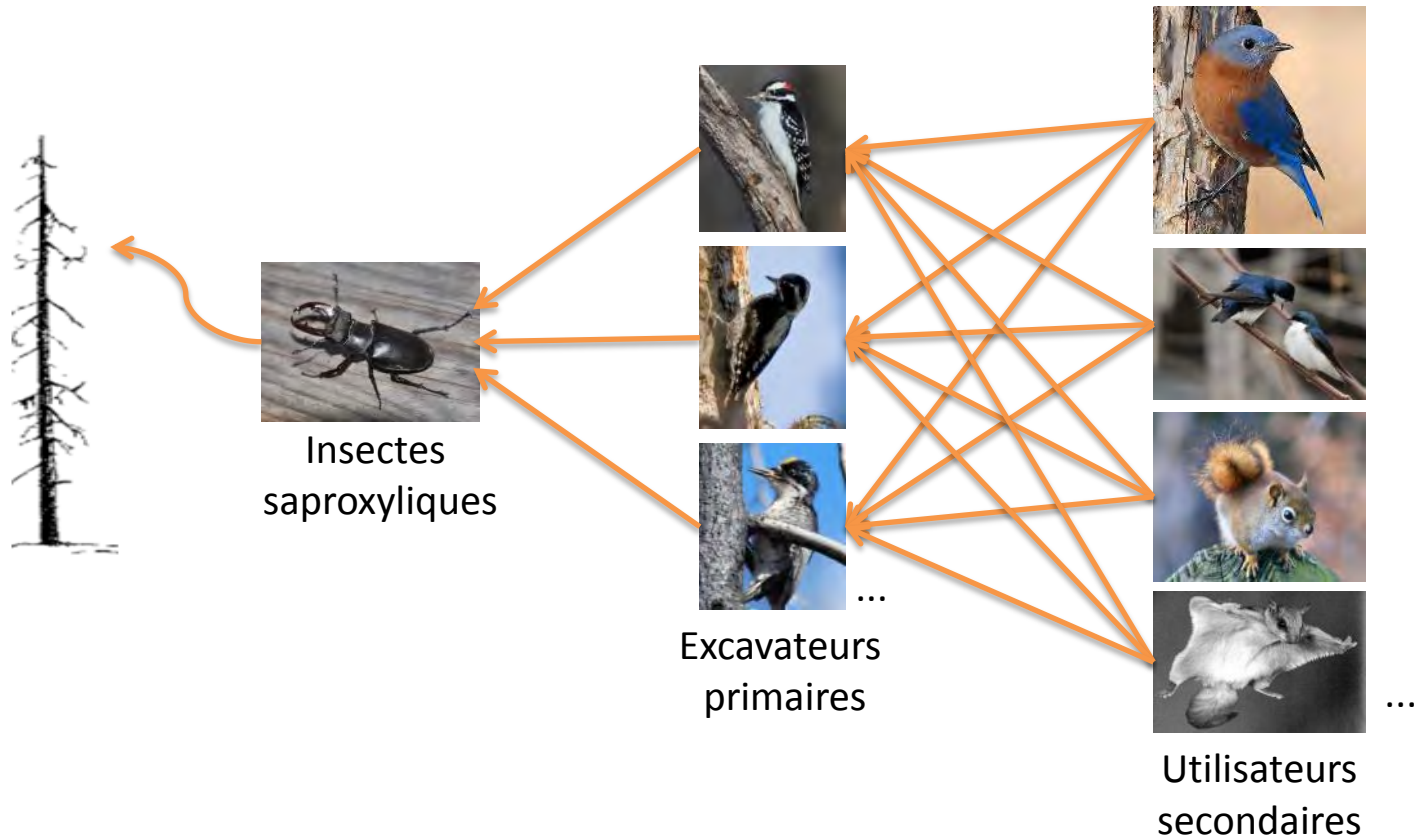 Insectes
saproxyliques
...
Excavateurs
primaires
...
Utilisateurs
secondaires